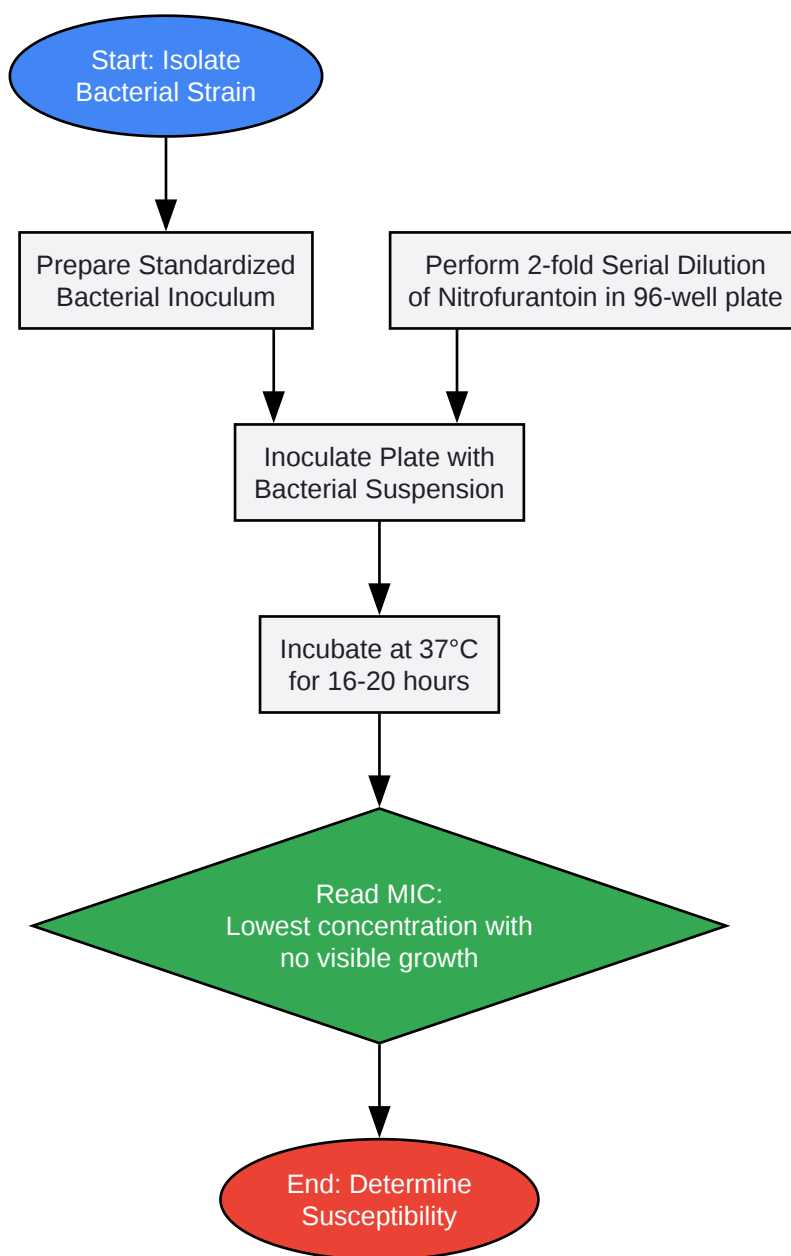 Start: Isolate
Bacterial Strain
Prepare Standardized
Bacterial Inoculum
Perform 2-fold Serial Dilution
of Nitrofurantoin in 96-well plate
Inoculate Plate with
Bacterial Suspension
Incubate at 37°C
for 16-20 hours
Read MIC:
Lowest concentration with
no visible growth
End: Determine
Susceptibility